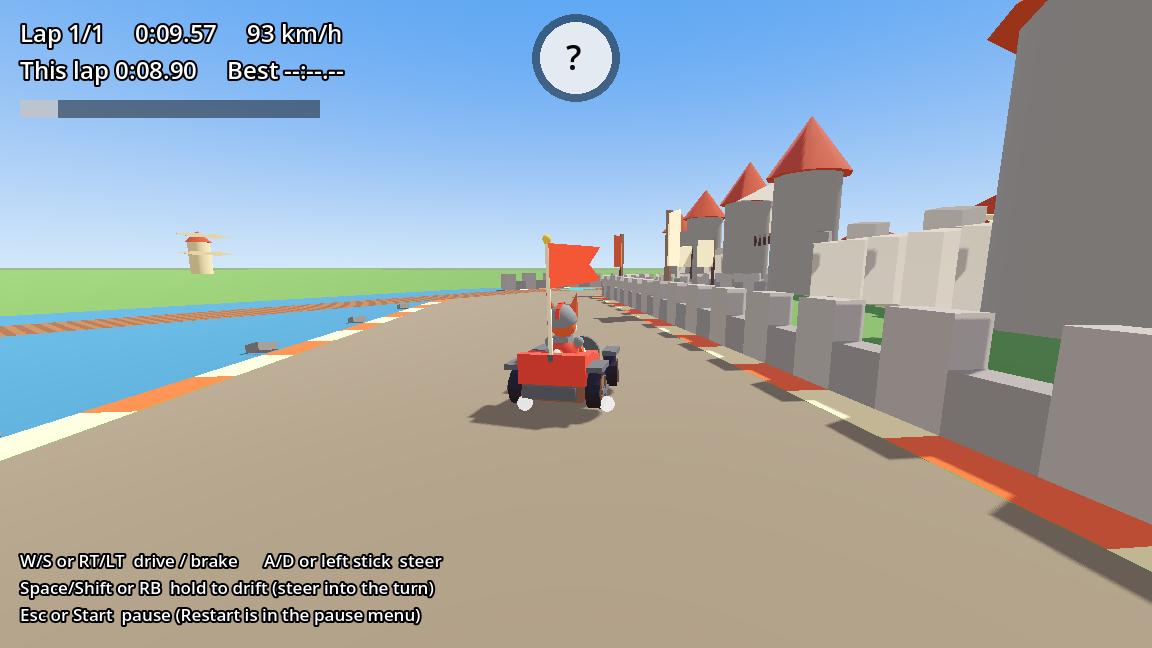 Lap 1/1 0:09.57 93 km/h
This lap 0:08.90 Best --:--.--
?
W/S or RT/LT drive / brake A/D or left stick steer
Space/Shift or RB hold to drift (steer into the turn)
Esc or Start pause (Restart is in the pause menu)